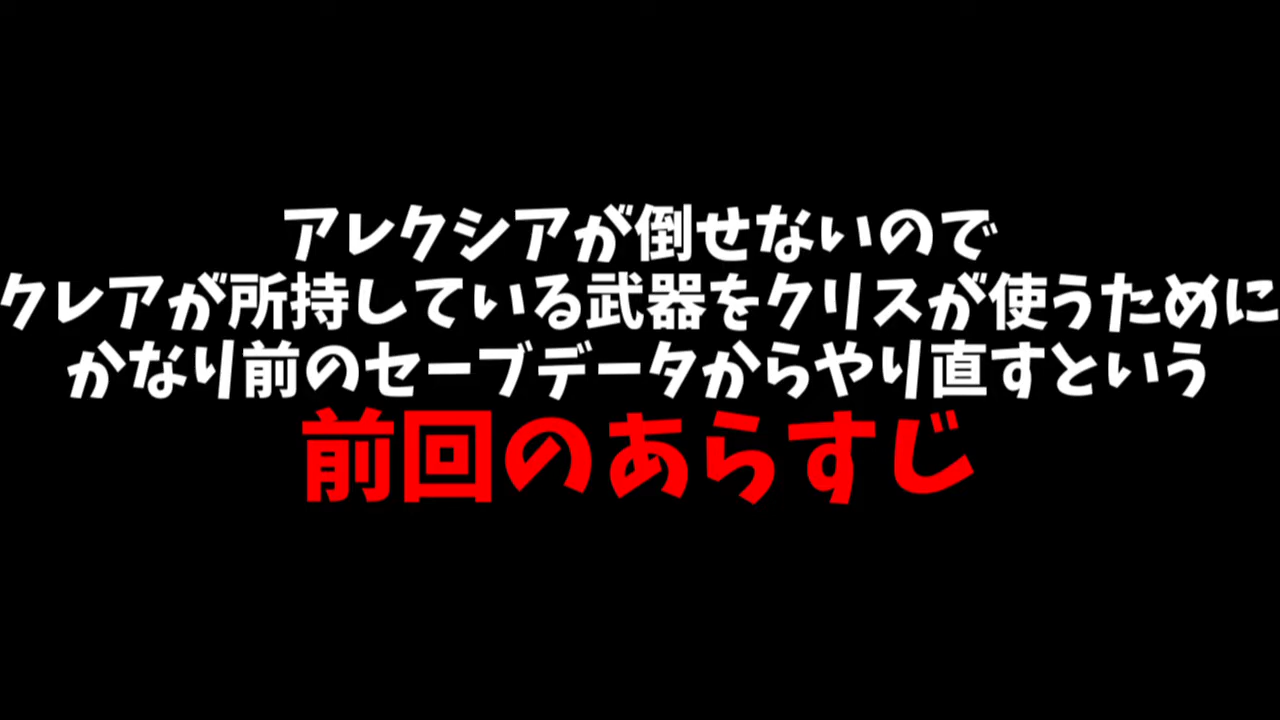 アレクシアが倒せないので
クレアが所持している武器をクリスが使うために
かなり前のセーブデータからやり直すという
前回のあらすじ